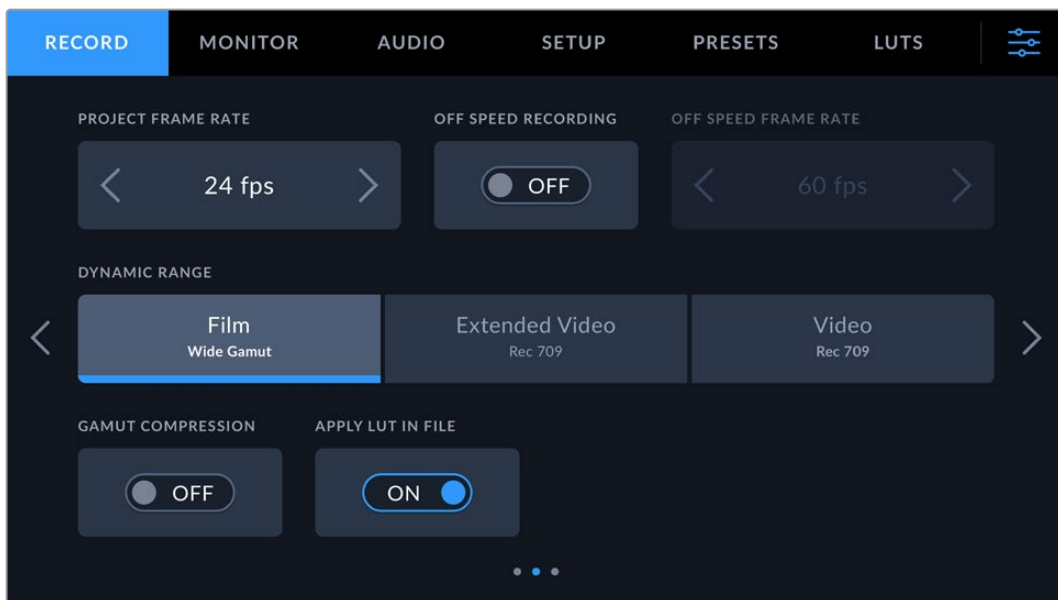 RECORD MONITOR AUDIO SETUP PRESETS LUTS
PROJECT FRAME RATE OFF SPEED RECORDING OFF SPEED FRAME RATE
24 fps OFF 60 fps
DYNAMIC RANGE
Film Extended Video Video
Wide Gamut Rec 709 Rec 709
GAMUT COMPRESSION APPLY LUT IN FILE
OFF ON